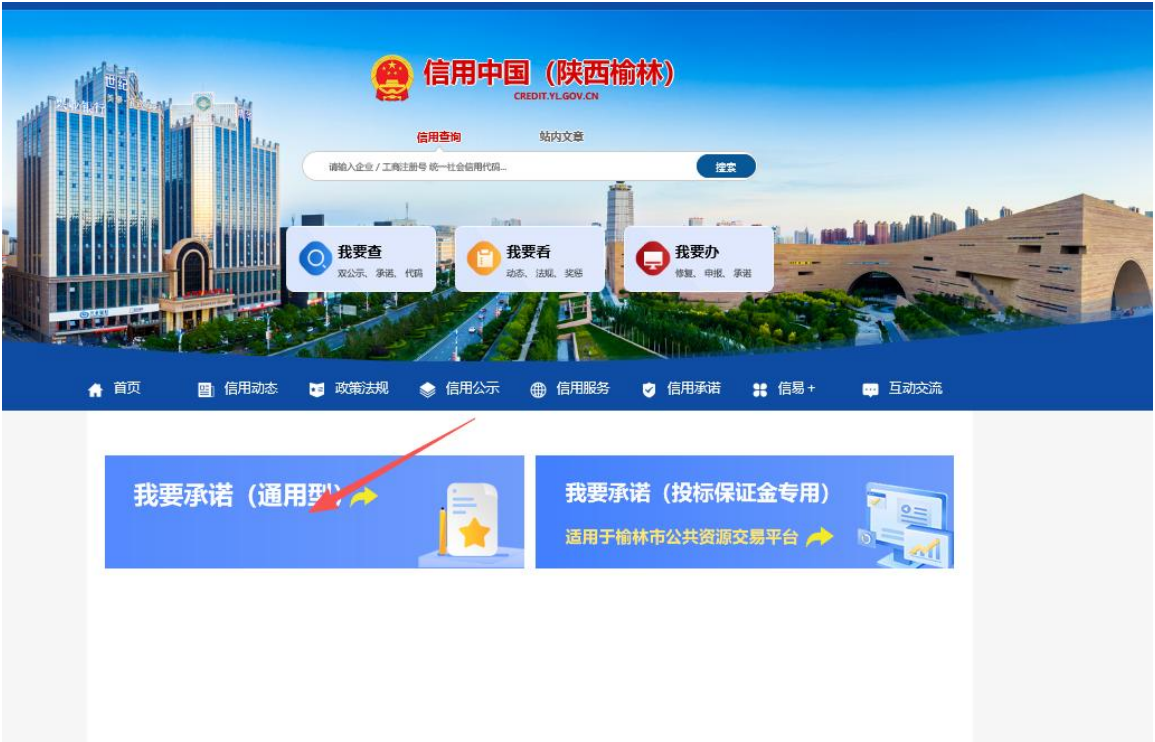 信用中国（陕西榆林）
CREDIT.YL.GOV.CN
信用查询
站内文章
请输入企业 / 工商注册号 统一社会信用代码...
搜索
我要查
双公示、承诺、代码
我要看
动态、法规、奖惩
我要办
修复、申报、承诺
首页
信用动态
政策法规
信用公示
信用服务
信用承诺
信易+
互动交流
我要承诺（通用型）
我要承诺（投标保证金专用）
适用于榆林市公共资源交易平台